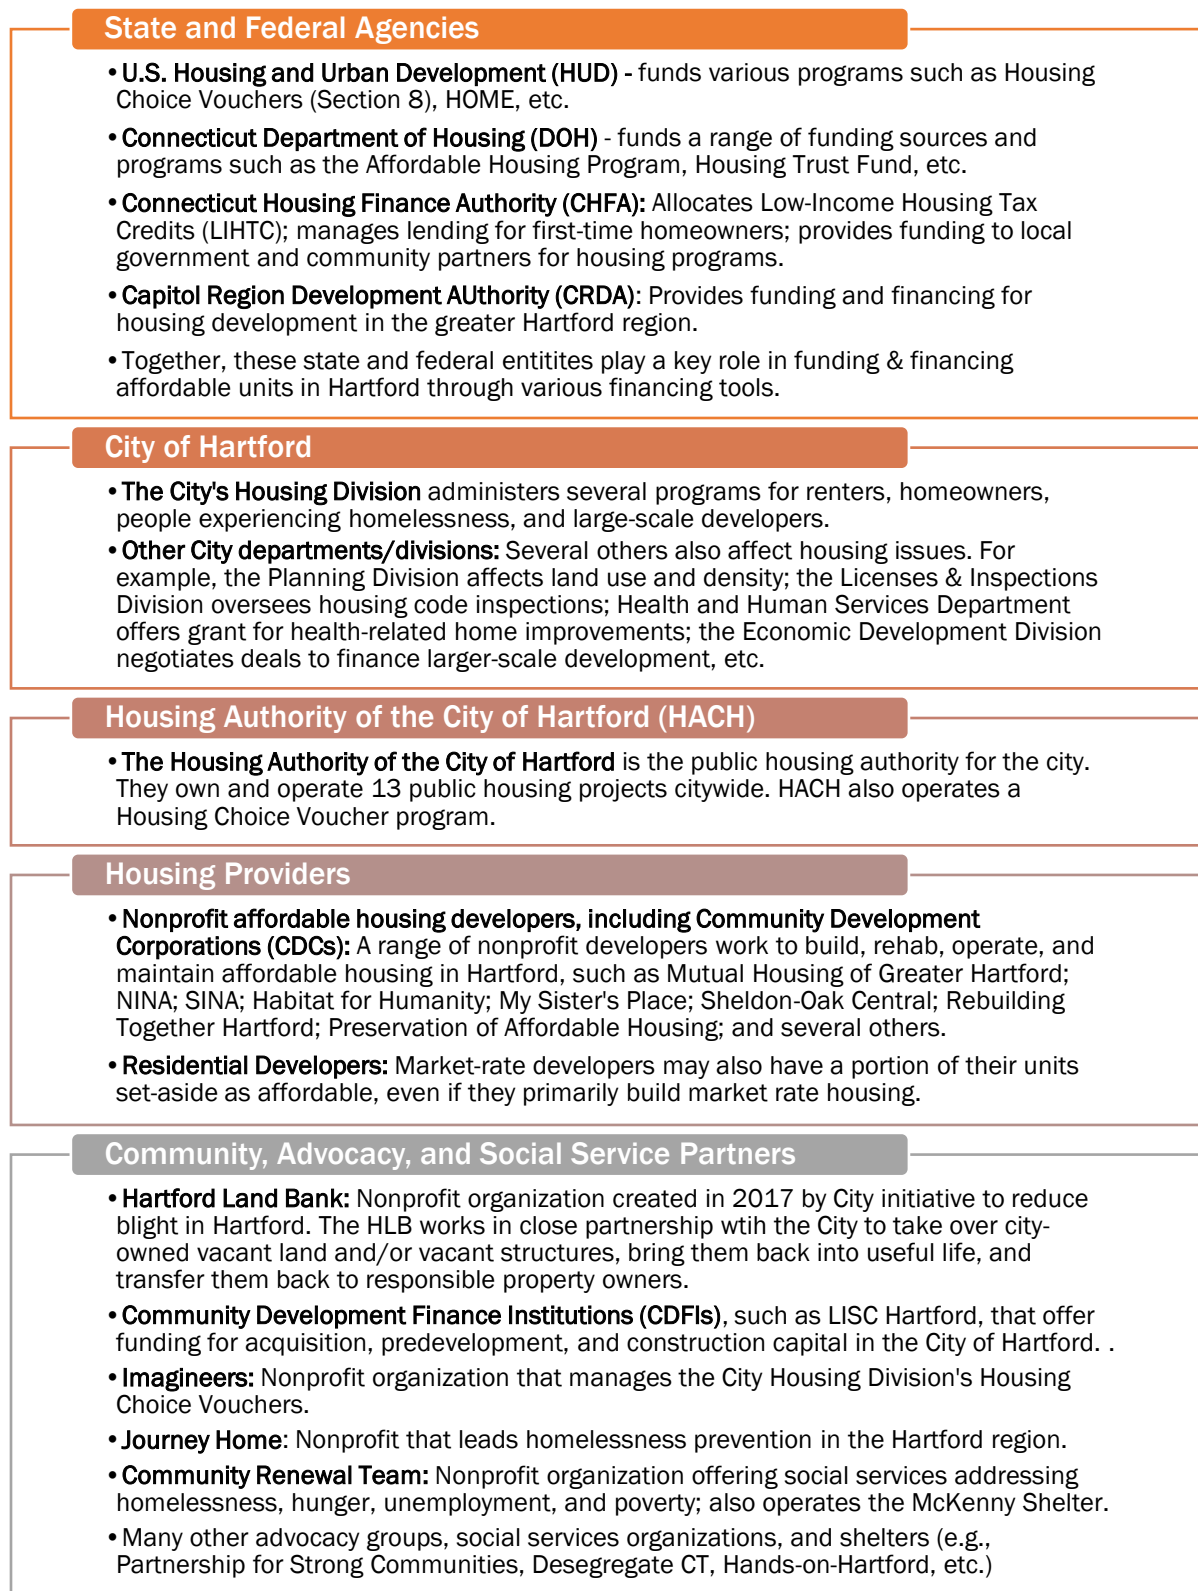 State and Federal Agencies
•U.S. Housing and Urban Development (HUD) - funds various programs such as Housing
Choice Vouchers (Section 8), HOME, etc.
•Connecticut Department of Housing (DOH) - funds a range of funding sources and
programs such as the Affordable Housing Program, Housing Trust Fund, etc.
•Connecticut Housing Finance Authority (CHFA): Allocates Low-Income Housing Tax
Credits (LIHTC); manages lending for first-time homeowners; provides funding to local
government and community partners for housing programs.
•Capitol Region Development AUthority (CRDA): Provides funding and financing for
housing development in the greater Hartford region.
•Together, these state and federal entitites play a key role in funding & financing
affordable units in Hartford through various financing tools.
City of Hartford
•The City's Housing Division administers several programs for renters, homeowners,
people experiencing homelessness, and large-scale developers.
•Other City departments/divisions: Several others also affect housing issues. For
example, the Planning Division affects land use and density; the Licenses & Inspections
Division oversees housing code inspections; Health and Human Services Department
offers grant for health-related home improvements; the Economic Development Division
negotiates deals to finance larger-scale development, etc.
Housing Authority of the City of Hartford (HACH)
•The Housing Authority of the City of Hartford is the public housing authority for the city.
They own and operate 13 public housing projects citywide. HACH also operates a
Housing Choice Voucher program.
Housing Providers
•Nonprofit affordable housing developers, including Community Development
Corporations (CDCs): A range of nonprofit developers work to build, rehab, operate, and
maintain affordable housing in Hartford, such as Mutual Housing of Greater Hartford;
NINA; SINA; Habitat for Humanity; My Sister's Place; Sheldon-Oak Central; Rebuilding
Together Hartford; Preservation of Affordable Housing; and several others.
•Residential Developers: Market-rate developers may also have a portion of their units
set-aside as affordable, even if they primarily build market rate housing.
Community, Advocacy, and Social Service Partners
•Hartford Land Bank: Nonprofit organization created in 2017 by City initiative to reduce
blight in Hartford. The HLB works in close partnership wtih the City to take over city-
owned vacant land and/or vacant structures, bring them back into useful life, and
transfer them back to responsible property owners.
•Community Development Finance Institutions (CDFIs), such as LISC Hartford, that offer
funding for acquisition, predevelopment, and construction capital in the City of Hartford. .
•Imagineers: Nonprofit organization that manages the City Housing Division's Housing
Choice Vouchers.
•Journey Home: Nonprofit that leads homelessness prevention in the Hartford region.
•Community Renewal Team: Nonprofit organization offering social services addressing
homelessness, hunger, unemployment, and poverty; also operates the McKenny Shelter.
•Many other advocacy groups, social services organizations, and shelters (e.g.,
Partnership for Strong Communities, Desegregate CT, Hands-on-Hartford, etc.)